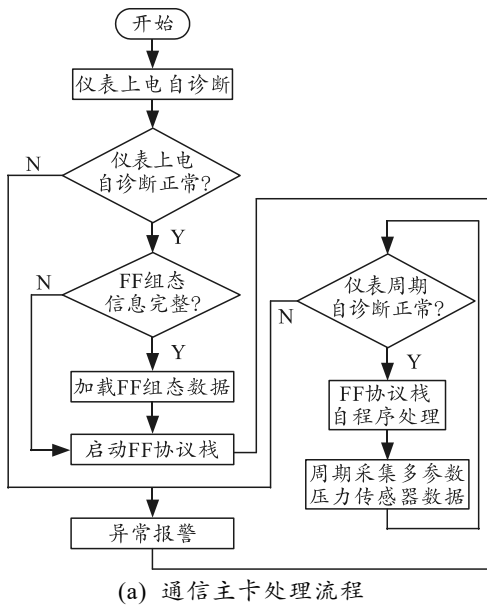 开始
仪表上电自诊断
仪表上电
自诊断正常?
N
Y
FF组态
信息完整?
N
Y
加载FF组态数据
启动FF协议栈
异常报警
仪表周期
自诊断正常?
N
Y
FF协议栈
自程序处理
周期采集多参数
压力传感器数据
(a) 通信主卡处理流程